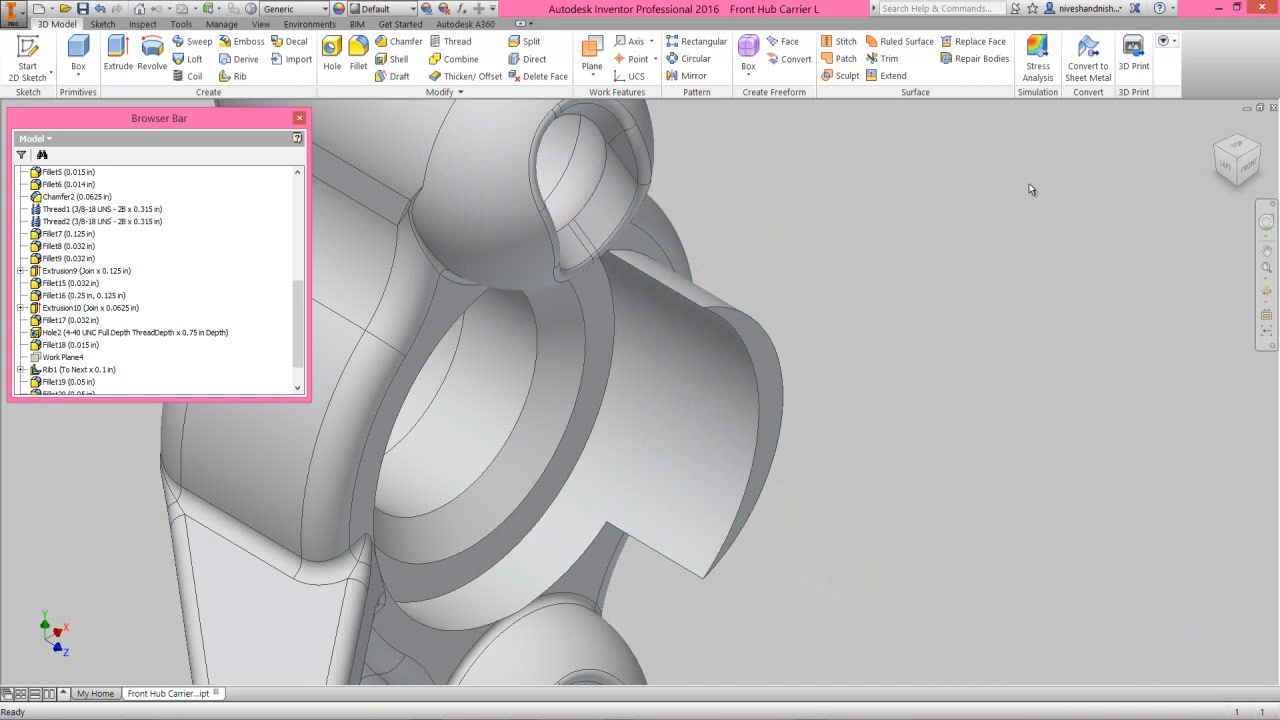 Generic
Default
Autodesk Inventor Professional 2016 Front Hub Carrier L
Search Help & Commands...
niveshandnish...
PRO
3D Model Sketch Inspect Tools Manage View Environments BIM Get Started Autodesk A360
Start
2D Sketch
Box
Extrude
Revolve
Sweep
Loft
Coil
Emboss
Derive
Rib
Decal
Import
Hole
Fillet
Chamfer
Shell
Draft
Thread
Combine
Thicken/ Offset
Split
Direct
Delete Face
Plane
Axis
Point
UCS
Rectangular
Circular
Mirror
Box
Face
Convert
Stitch
Patch
Sculpt
Ruled Surface
Trim
Extend
Replace Face
Repair Bodies
Stress
Analysis
Convert to
Sheet Metal
3D Print
Sketch Primitives Create Modify Work Features Pattern Create Freeform Surface Simulation Convert 3D Print
Browser Bar
Model
Fillet5 (0.015 in)
Fillet6 (0.014 in)
Chamfer2 (0.0625 in)
Thread1 (3/8-18 UNS - 2B x 0.315 in)
Thread2 (3/8-18 UNS - 2B x 0.315 in)
Fillet7 (0.125 in)
Fillet8 (0.032 in)
Fillet9 (0.032 in)
Extrusion9 (Join x 0.125 in)
Fillet15 (0.032 in)
Fillet16 (0.25 in, 0.125 in)
Extrusion10 (Join x 0.0625 in)
Fillet17 (0.032 in)
Hole2 (4-40 UNC Full Depth ThreadDepth x 0.75 in Depth)
Fillet18 (0.015 in)
Work Plane4
Rib1 (To Next x 0.1 in)
Fillet19 (0.05 in)
Fillet20 (0.05 in)
TOP
LEFT
FRONT
Y
X
Z
My Home
Front Hub Carrier...ipt
Ready
1 1